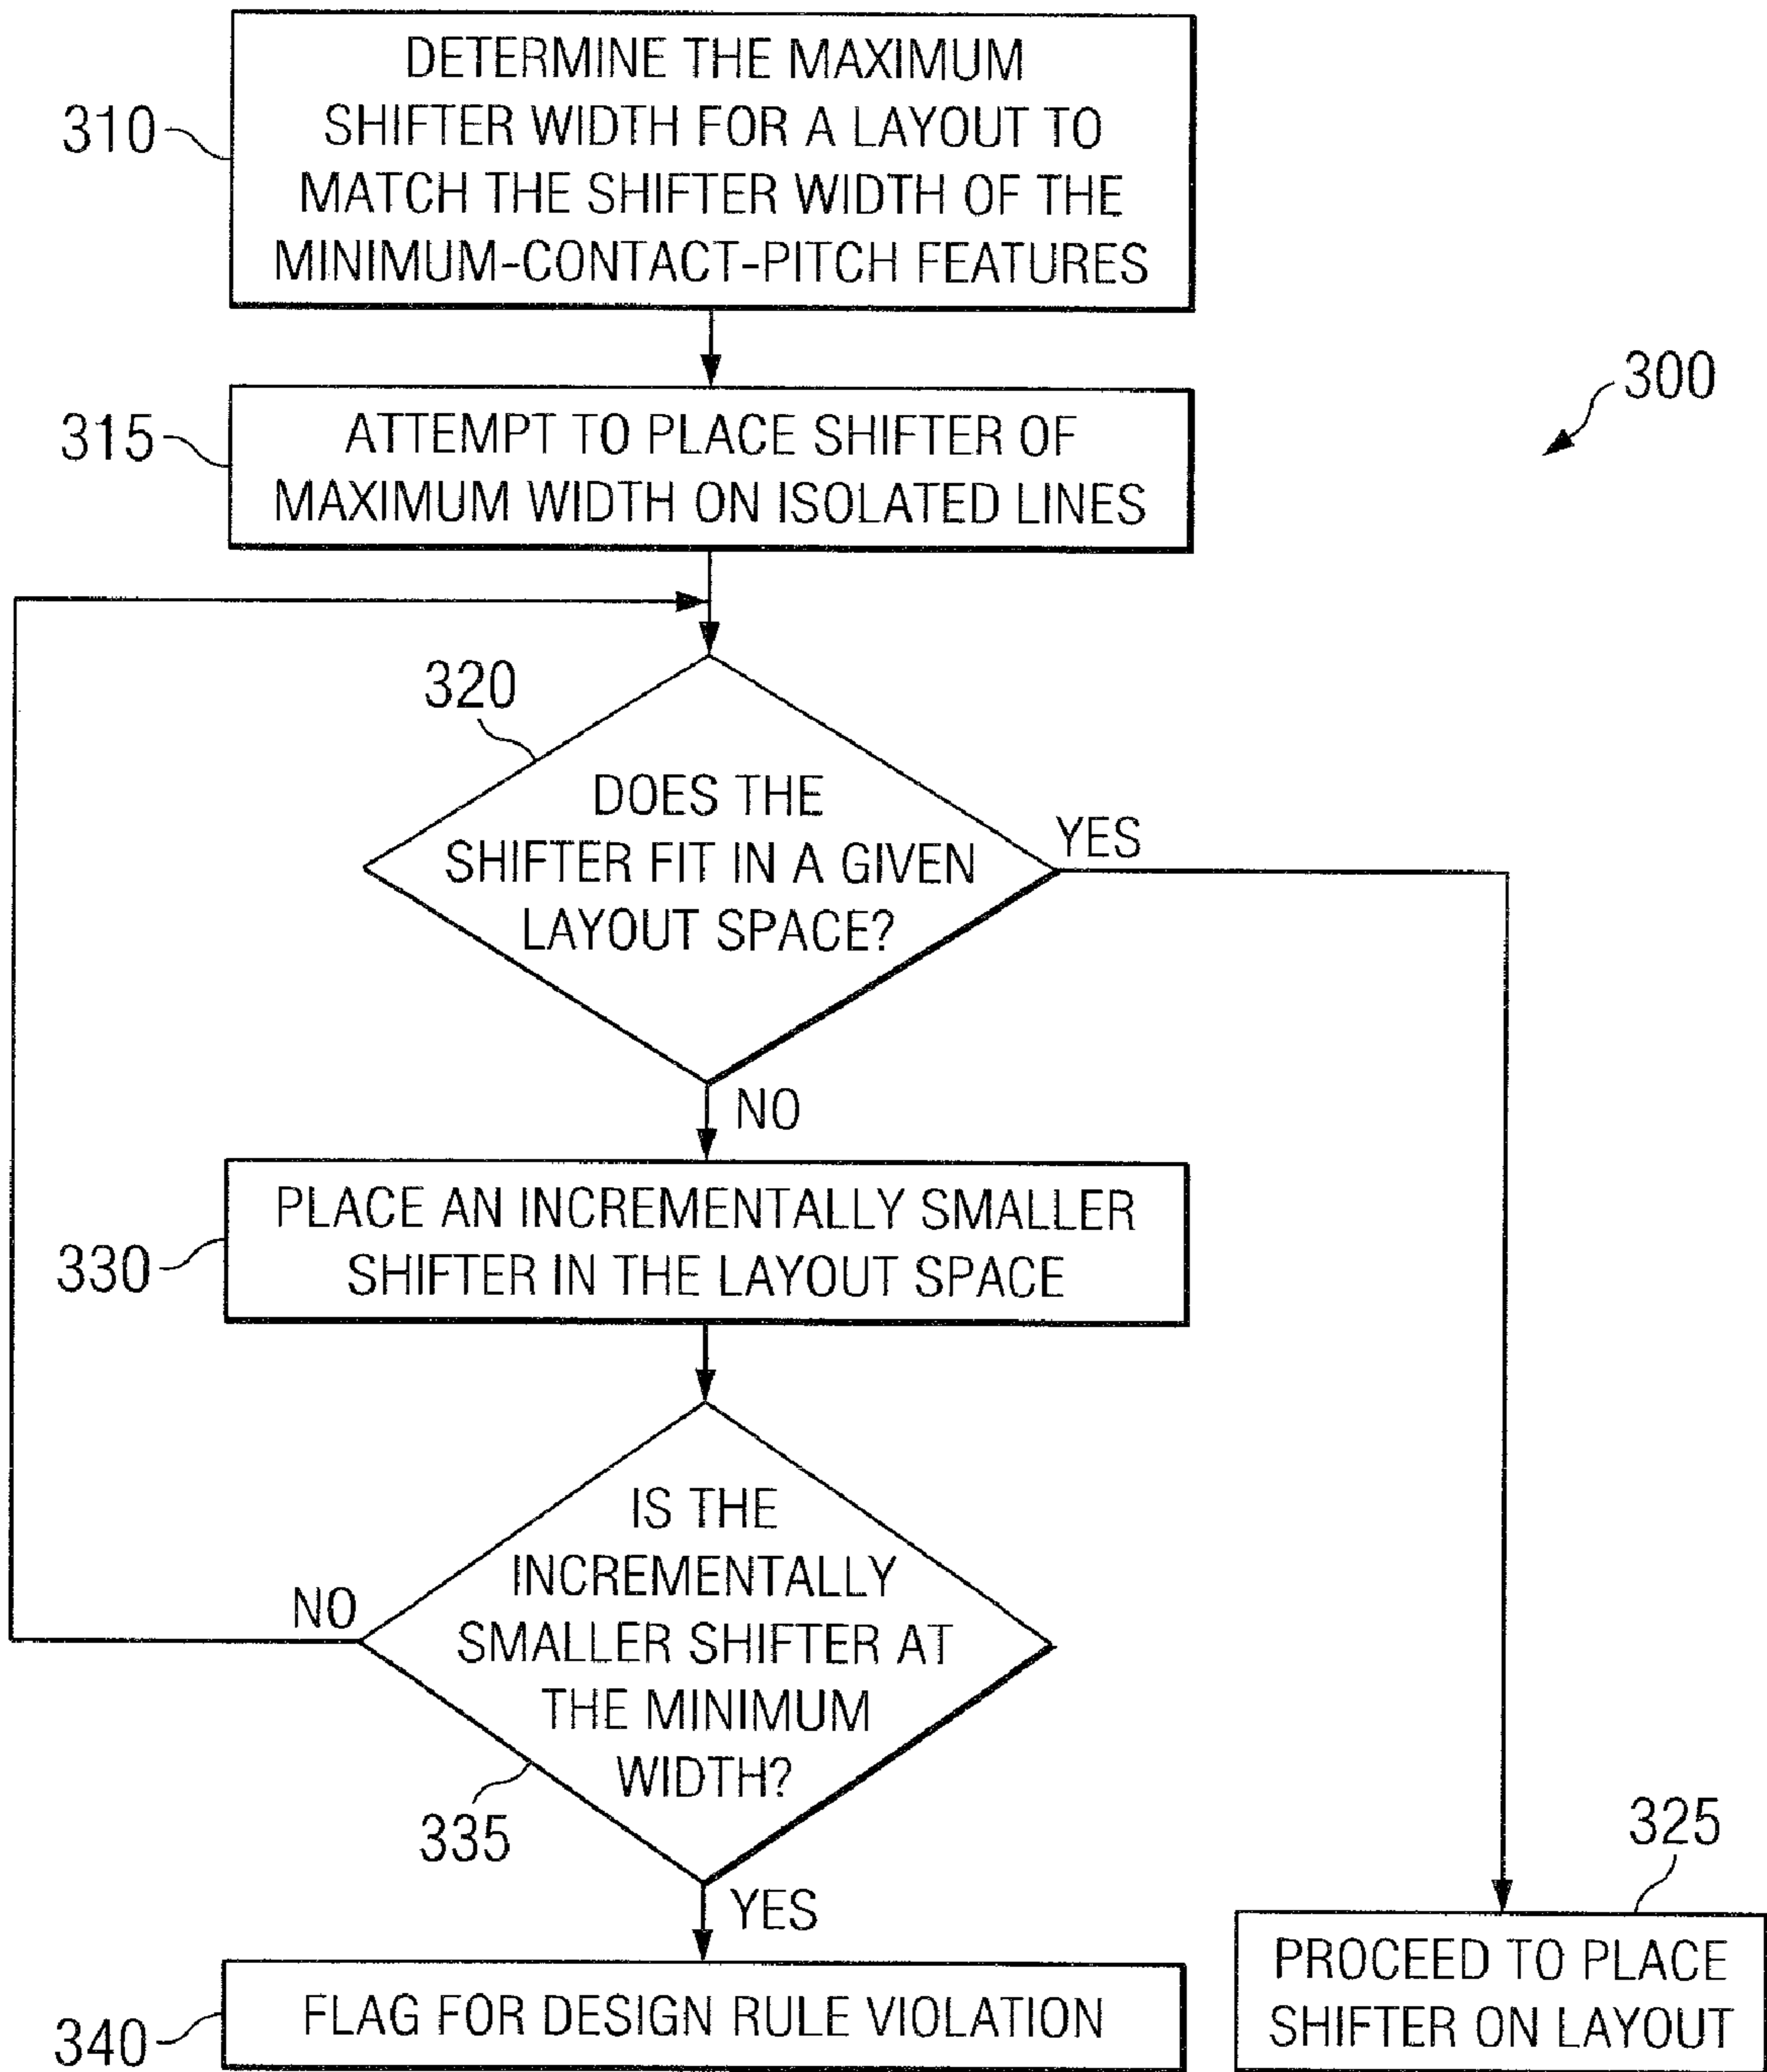 310
DETERMINE THE MAXIMUM
SHIFTER WIDTH FOR A LAYOUT TO
MATCH THE SHIFTER WIDTH OF THE
MINIMUM-CONTACT-PITCH FEATURES
300
315
ATTEMPT TO PLACE SHIFTER OF
MAXIMUM WIDTH ON ISOLATED LINES
320
DOES THE
SHIFTER FIT IN A GIVEN
LAYOUT SPACE?
YES
NO
330
PLACE AN INCREMENTALLY SMALLER
SHIFTER IN THE LAYOUT SPACE
IS THE
INCREMENTALLY
SMALLER SHIFTER AT
THE MINIMUM
WIDTH?
NO
335
YES
325
PROCEED TO PLACE
SHIFTER ON LAYOUT
340
FLAG FOR DESIGN RULE VIOLATION